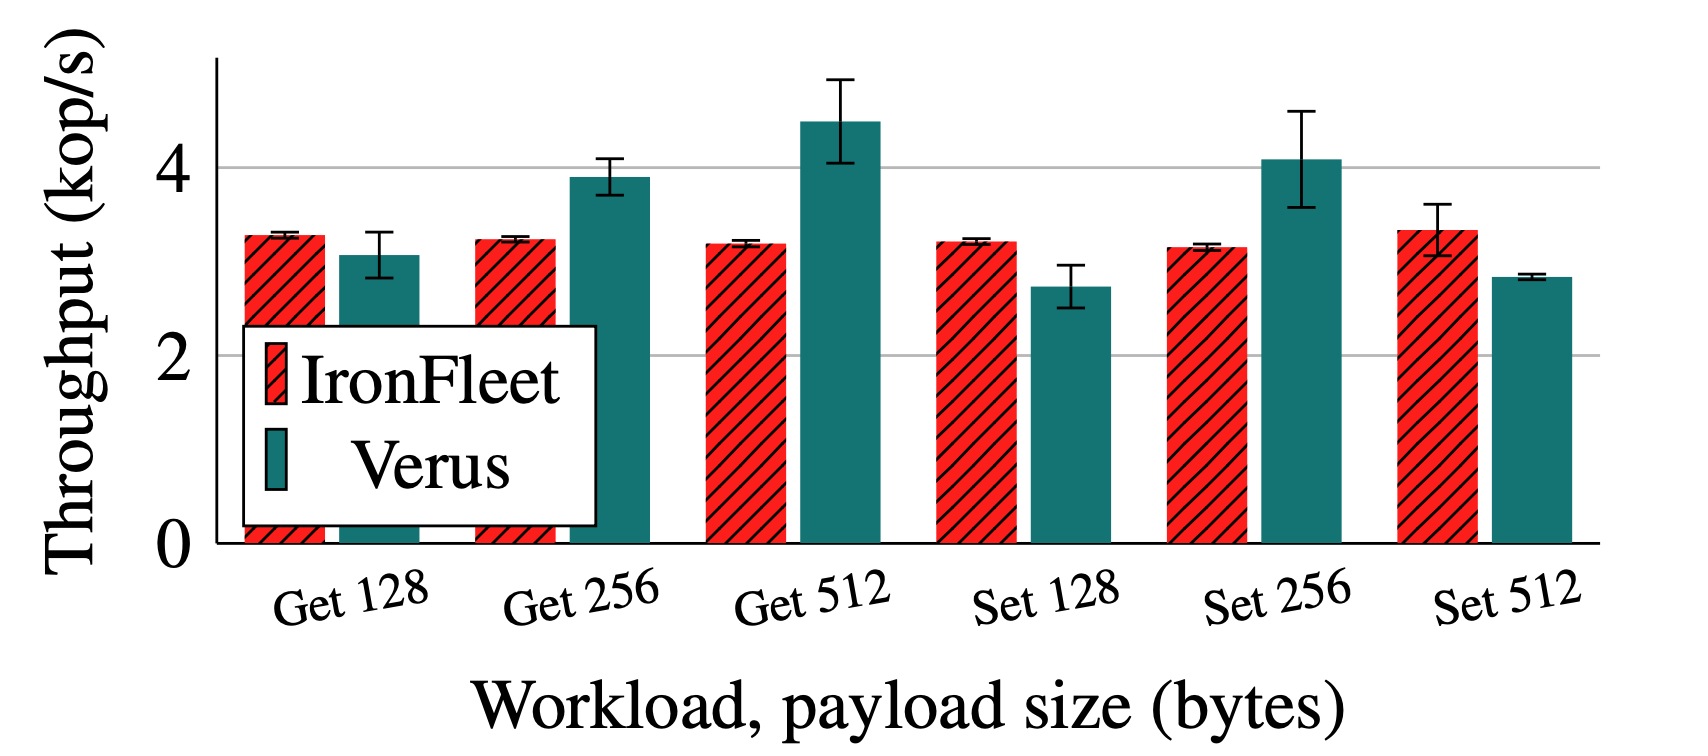 Throughput (kop/s)
4
2
0
IronFleet
Verus
Get 128
Get 256
Get 512
Set 128
Set 256
Set 512
Workload, payload size (bytes)